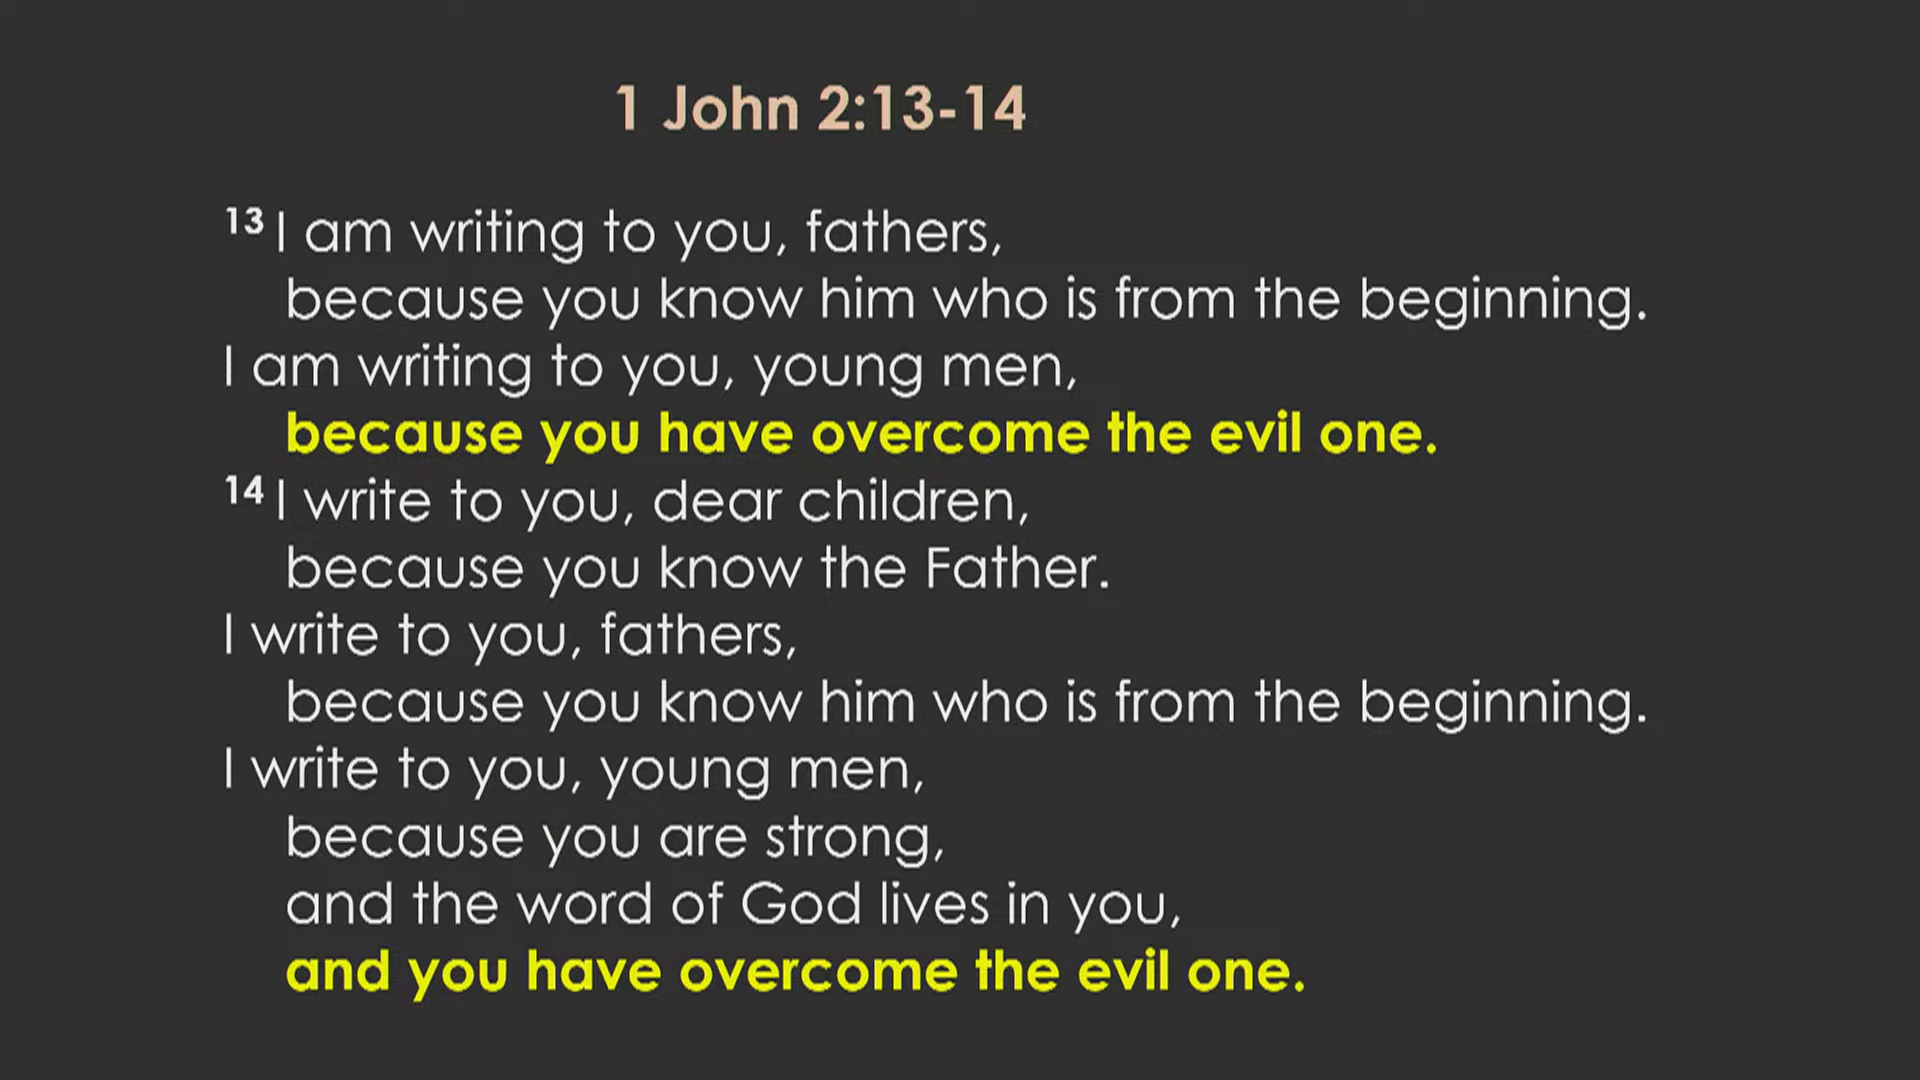 1 John 2:13-14
13 I am writing to you, fathers,
because you know him who is from the beginning.
I am writing to you, young men,
because you have overcome the evil one.
14 I write to you, dear children,
because you know the Father.
I write to you, fathers,
because you know him who is from the beginning.
I write to you, young men,
because you are strong,
and the word of God lives in you,
and you have overcome the evil one.